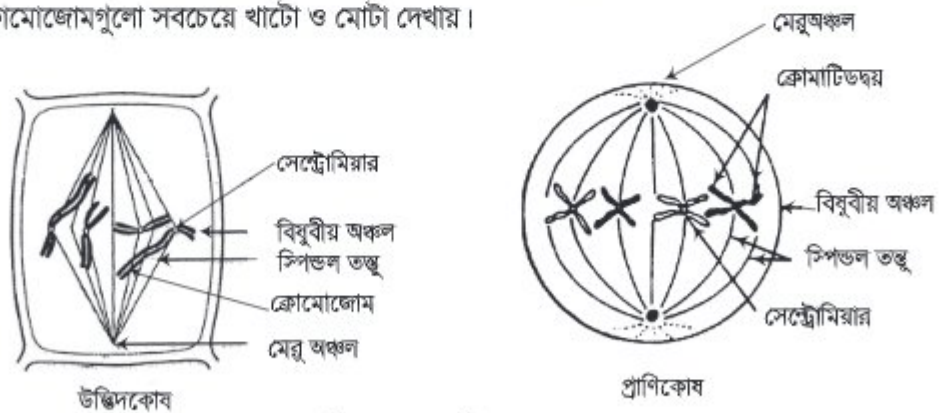 ক্রোমোজোমগুলো সবচেয়ে খাটো ও মোটা দেখায়।
সেন্ট্রোমিয়ার
বিষুবীয় অঞ্চল
স্পিন্ডল তন্তু
ক্রোমোজোম
মেরু অঞ্চল
উদ্ভিদকোষ
মেরুঅঞ্চল
ক্রোমাটিডদ্বয়
বিষুবীয় অঞ্চল
স্পিন্ডল তন্তু
সেন্ট্রোমিয়ার
প্রাণিকোষ